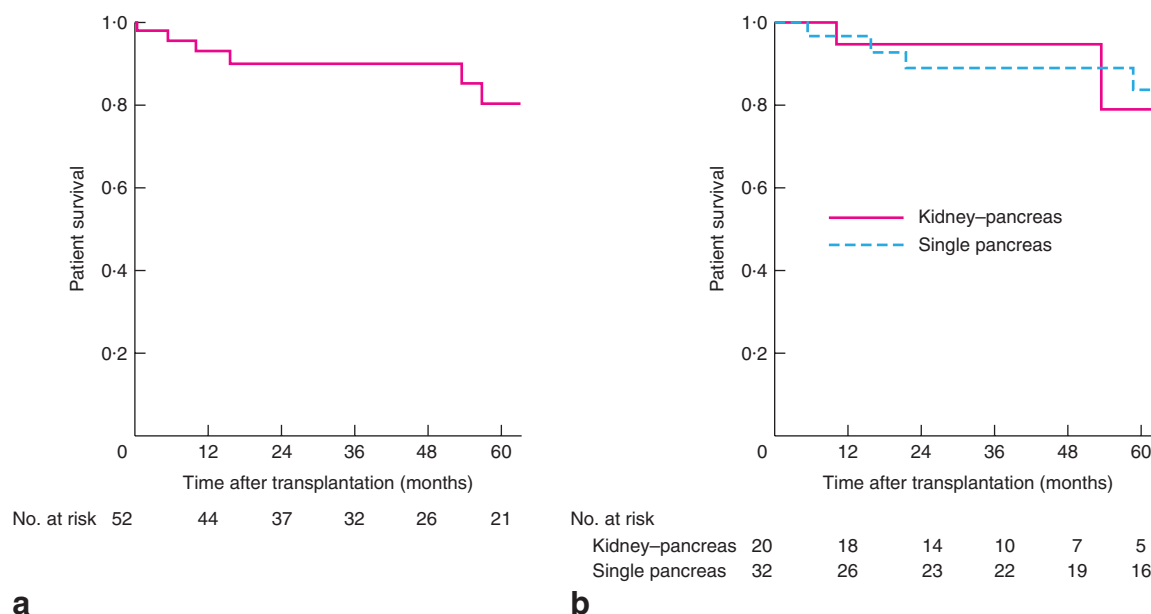 1·0
0·8
0·6
0·4
0·2
0
12 24 36 48 60
Patient survival
Time after transplantation (months)
No. at risk 52 44 37 32 26 21
a
1·0
0·8
0·6
0·4
0·2
0
12 24 36 48 60
Patient survival
Kidney–pancreas
Single pancreas
Time after transplantation (months)
No. at risk
Kidney–pancreas 20 18 14 10 7 5
Single pancreas 32 26 23 22 19 16
b